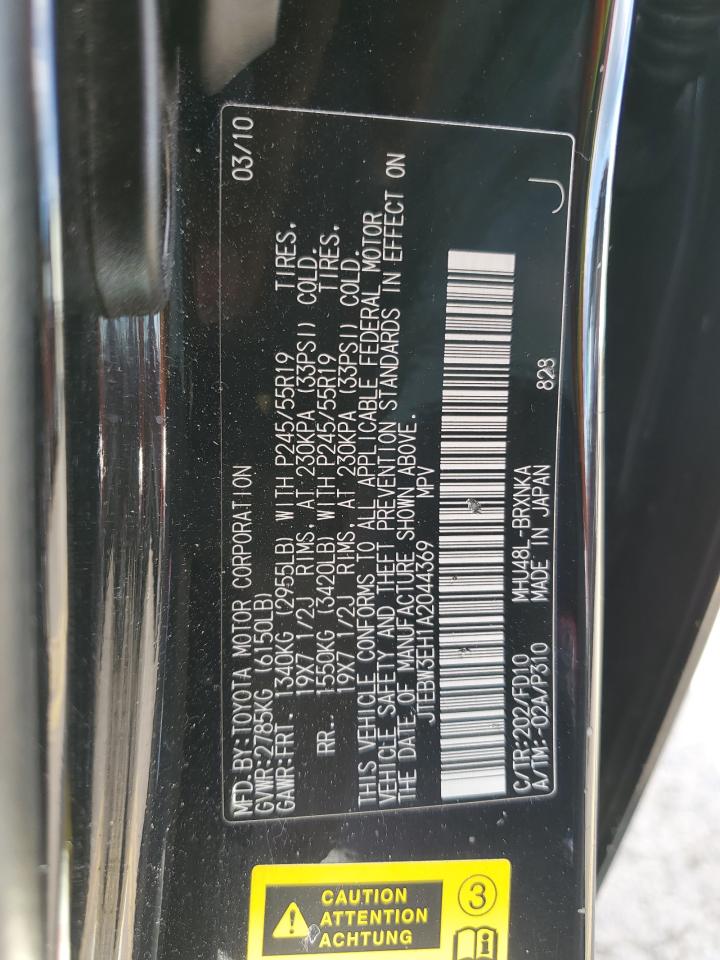 MFD. BY: TOYOTA MOTOR CORPORATION 03/10
GVWR: 2785KG (6150LB)
GAWR: FRT. 1340KG (2955LB) WITH P245/55R19 TIRES,
19X7 1/2J RIMS, AT 230KPA (33PSI) COLD.
RR. 1550KG (3420LB) WITH P245/55R19 TIRES,
19X7 1/2J RIMS, AT 230KPA (33PSI) COLD.
THIS VEHICLE CONFORMS TO ALL APPLICABLE FEDERAL MOTOR
VEHICLE SAFETY AND THEFT PREVENTION STANDARDS IN EFFECT ON
THE DATE OF MANUFACTURE SHOWN ABOVE.
JTEBW3EH1A2044369 MPV
C/TR: 202/FD10 MHU48L-BRXNKA 828
A/TM: -02A/P310 MADE IN JAPAN
J
CAUTION
ATTENTION
ACHTUNG
3